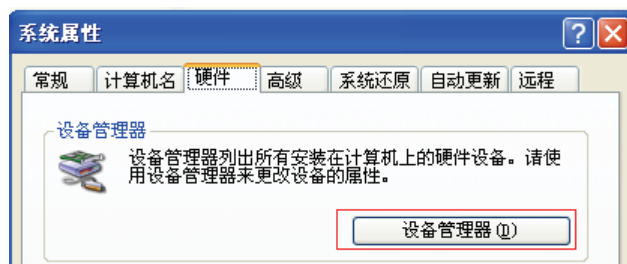 系统属性
常规 计算机名 硬件 高级 系统还原 自动更新 远程
设备管理器
设备管理器列出所有安装在计算机上的硬件设备。请使
用设备管理器来更改设备的属性。
设备管理器(D)